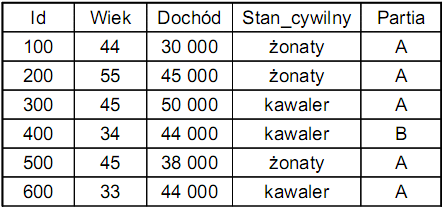 Id Wiek Dochód Stan_cywilny Partia
100 44 30 000 żonaty A
200 55 45 000 żonaty A
300 45 50 000 kawaler A
400 34 44 000 kawaler B
500 45 38 000 żonaty A
600 33 44 000 kawaler A